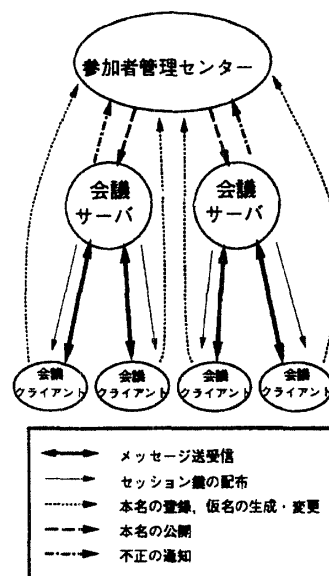 参加者管理センター
会議
サーバ
会議
サーバ
会議
クライアント
会議
クライアント
会議
クライアント
会議
クライアント
メッセージ送受信
セッション鍵の配布
本名の登録，仮名の生成・変更
本名の公開
不正の通知